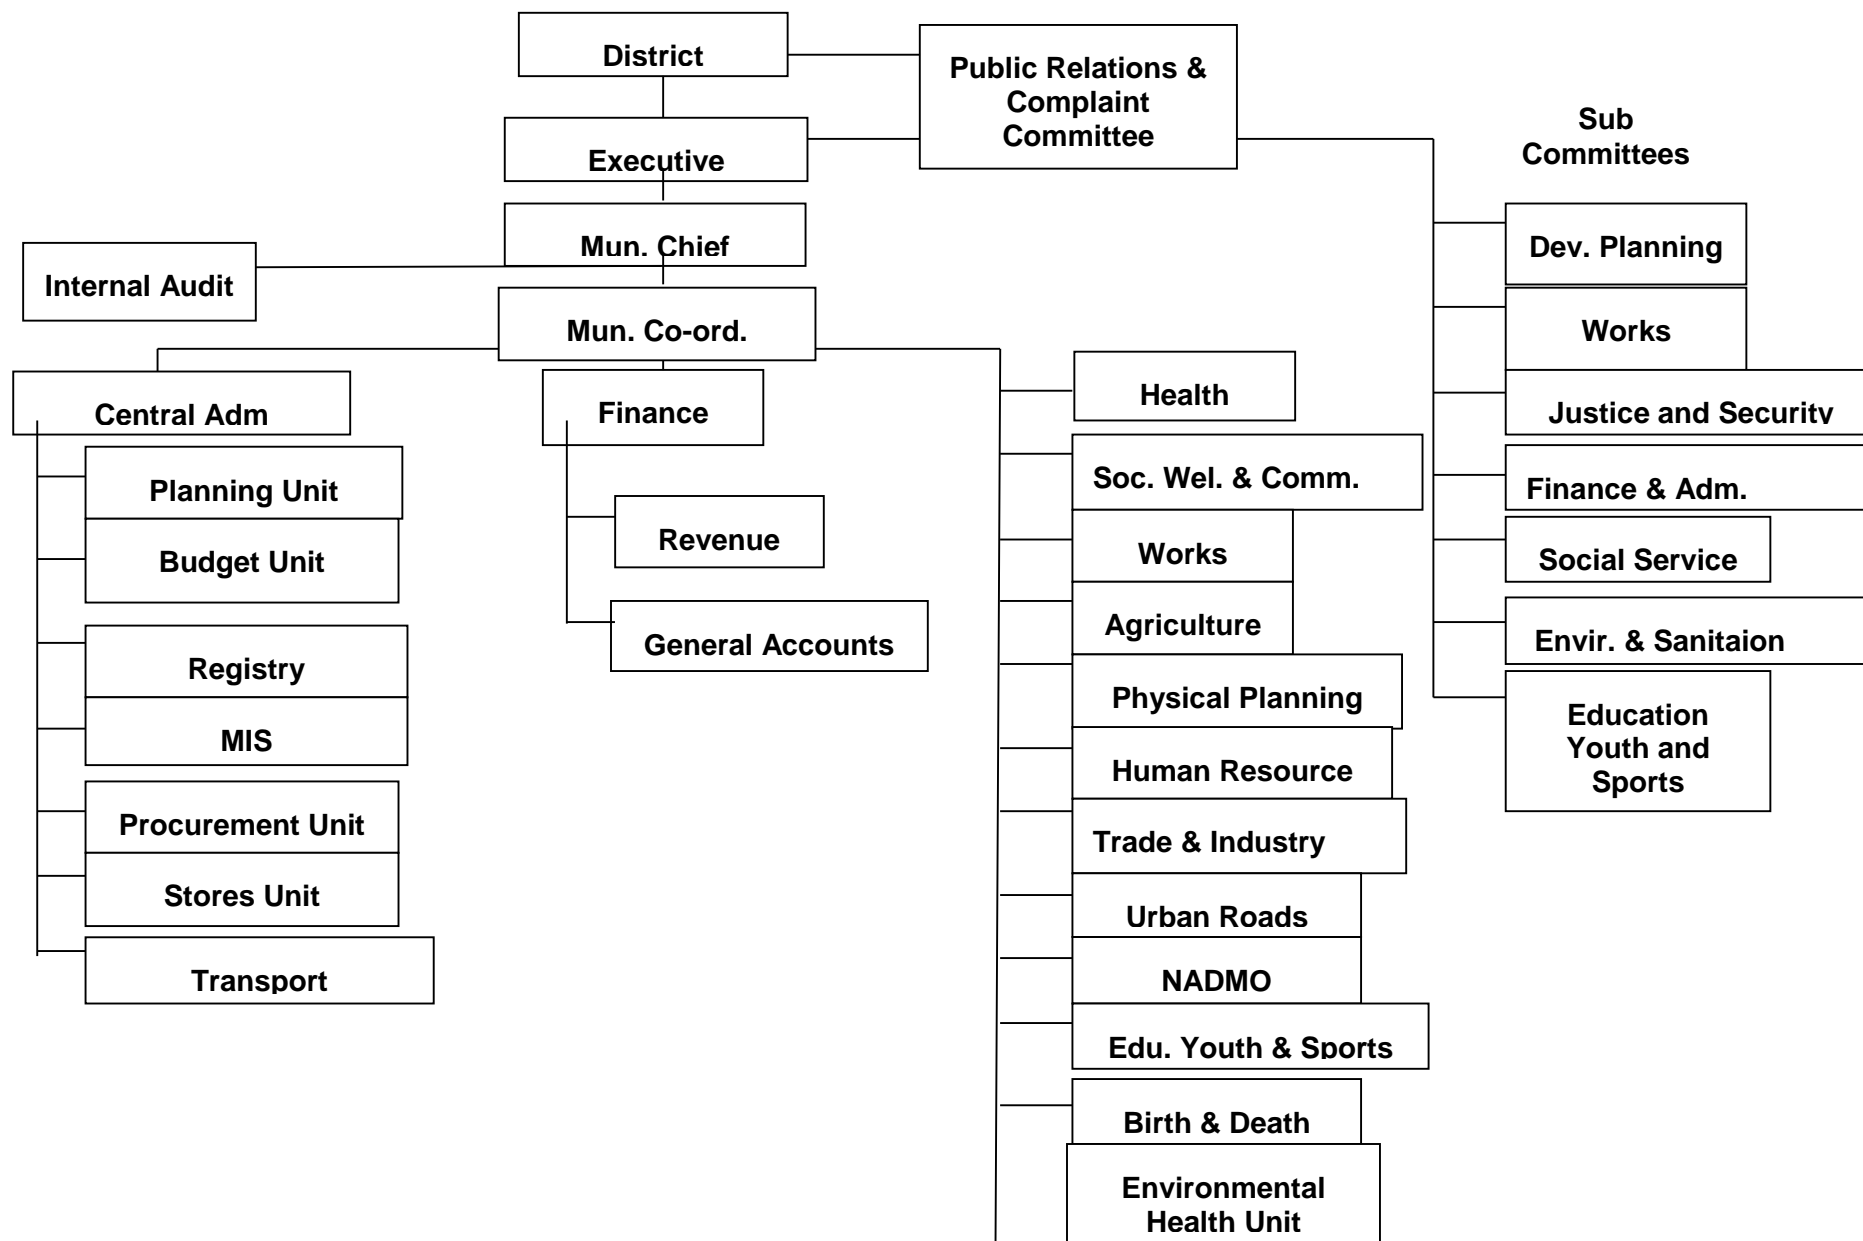 District
Public Relations &
Complaint
Committee
Executive
Sub
Committees
Mun. Chief
Internal Audit
Mun. Co-ord.
Central Adm
Planning Unit
Budget Unit
Registry
MIS
Procurement Unit
Stores Unit
Transport
Finance
Revenue
General Accounts
Health
Soc. Wel. & Comm.
Works
Agriculture
Physical Planning
Human Resource
Trade & Industry
Urban Roads
NADMO
Edu. Youth & Sports
Birth & Death
Environmental
Health Unit
Dev. Planning
Works
Justice and Security
Finance & Adm.
Social Service
Envir. & Sanitaion
Education
Youth and
Sports